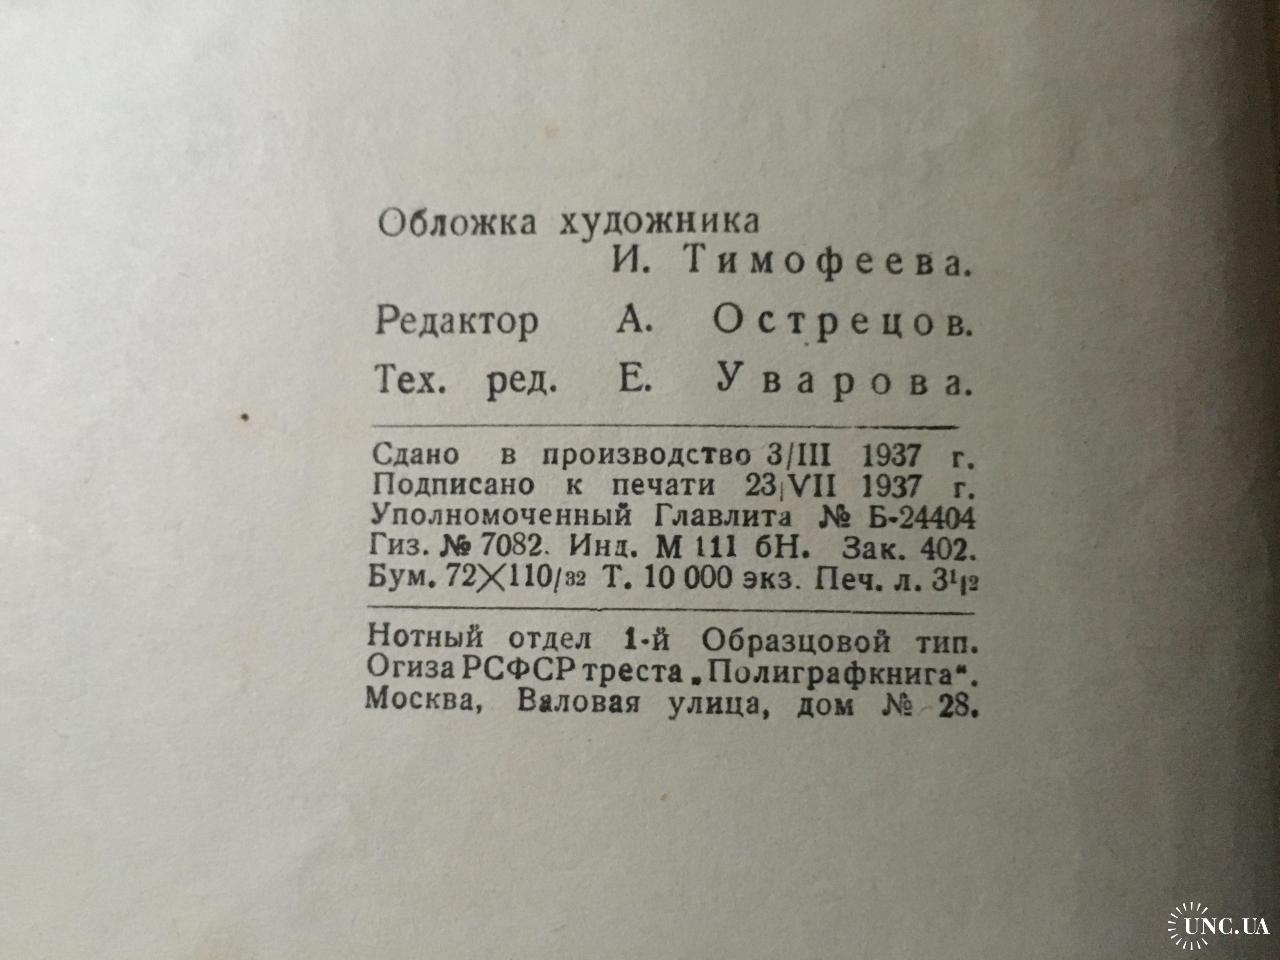 Обложка художника
И. Тимофеева.
Редактор А. Острецов.
Тех. ред. Е. Уварова.
Сдано в производство 3/III 1937 г.
Подписано к печати 23/VII 1937 г.
Уполномоченный Главлита № Б-24404
Гиз. № 7082. Инд. М 111 бН. Зак. 402.
Бум. 72×110/32 Т. 10 000 экз. Печ. л. 3¹/₂
Нотный отдел 1-й Образцовой тип.
Огиза РСФСР треста „Полиграфкнига“.
Москва, Валовая улица, дом № 28.
UNC.UA